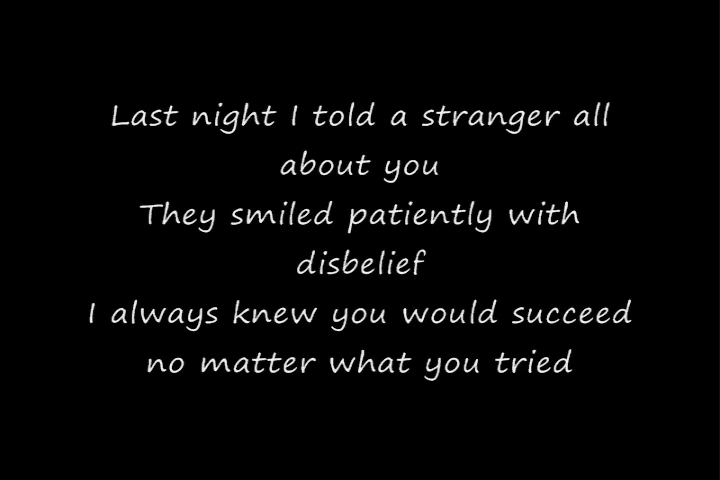 Last night I told a stranger all
about you
They smiled patiently with
disbelief
I always knew you would succeed
no matter what you tried